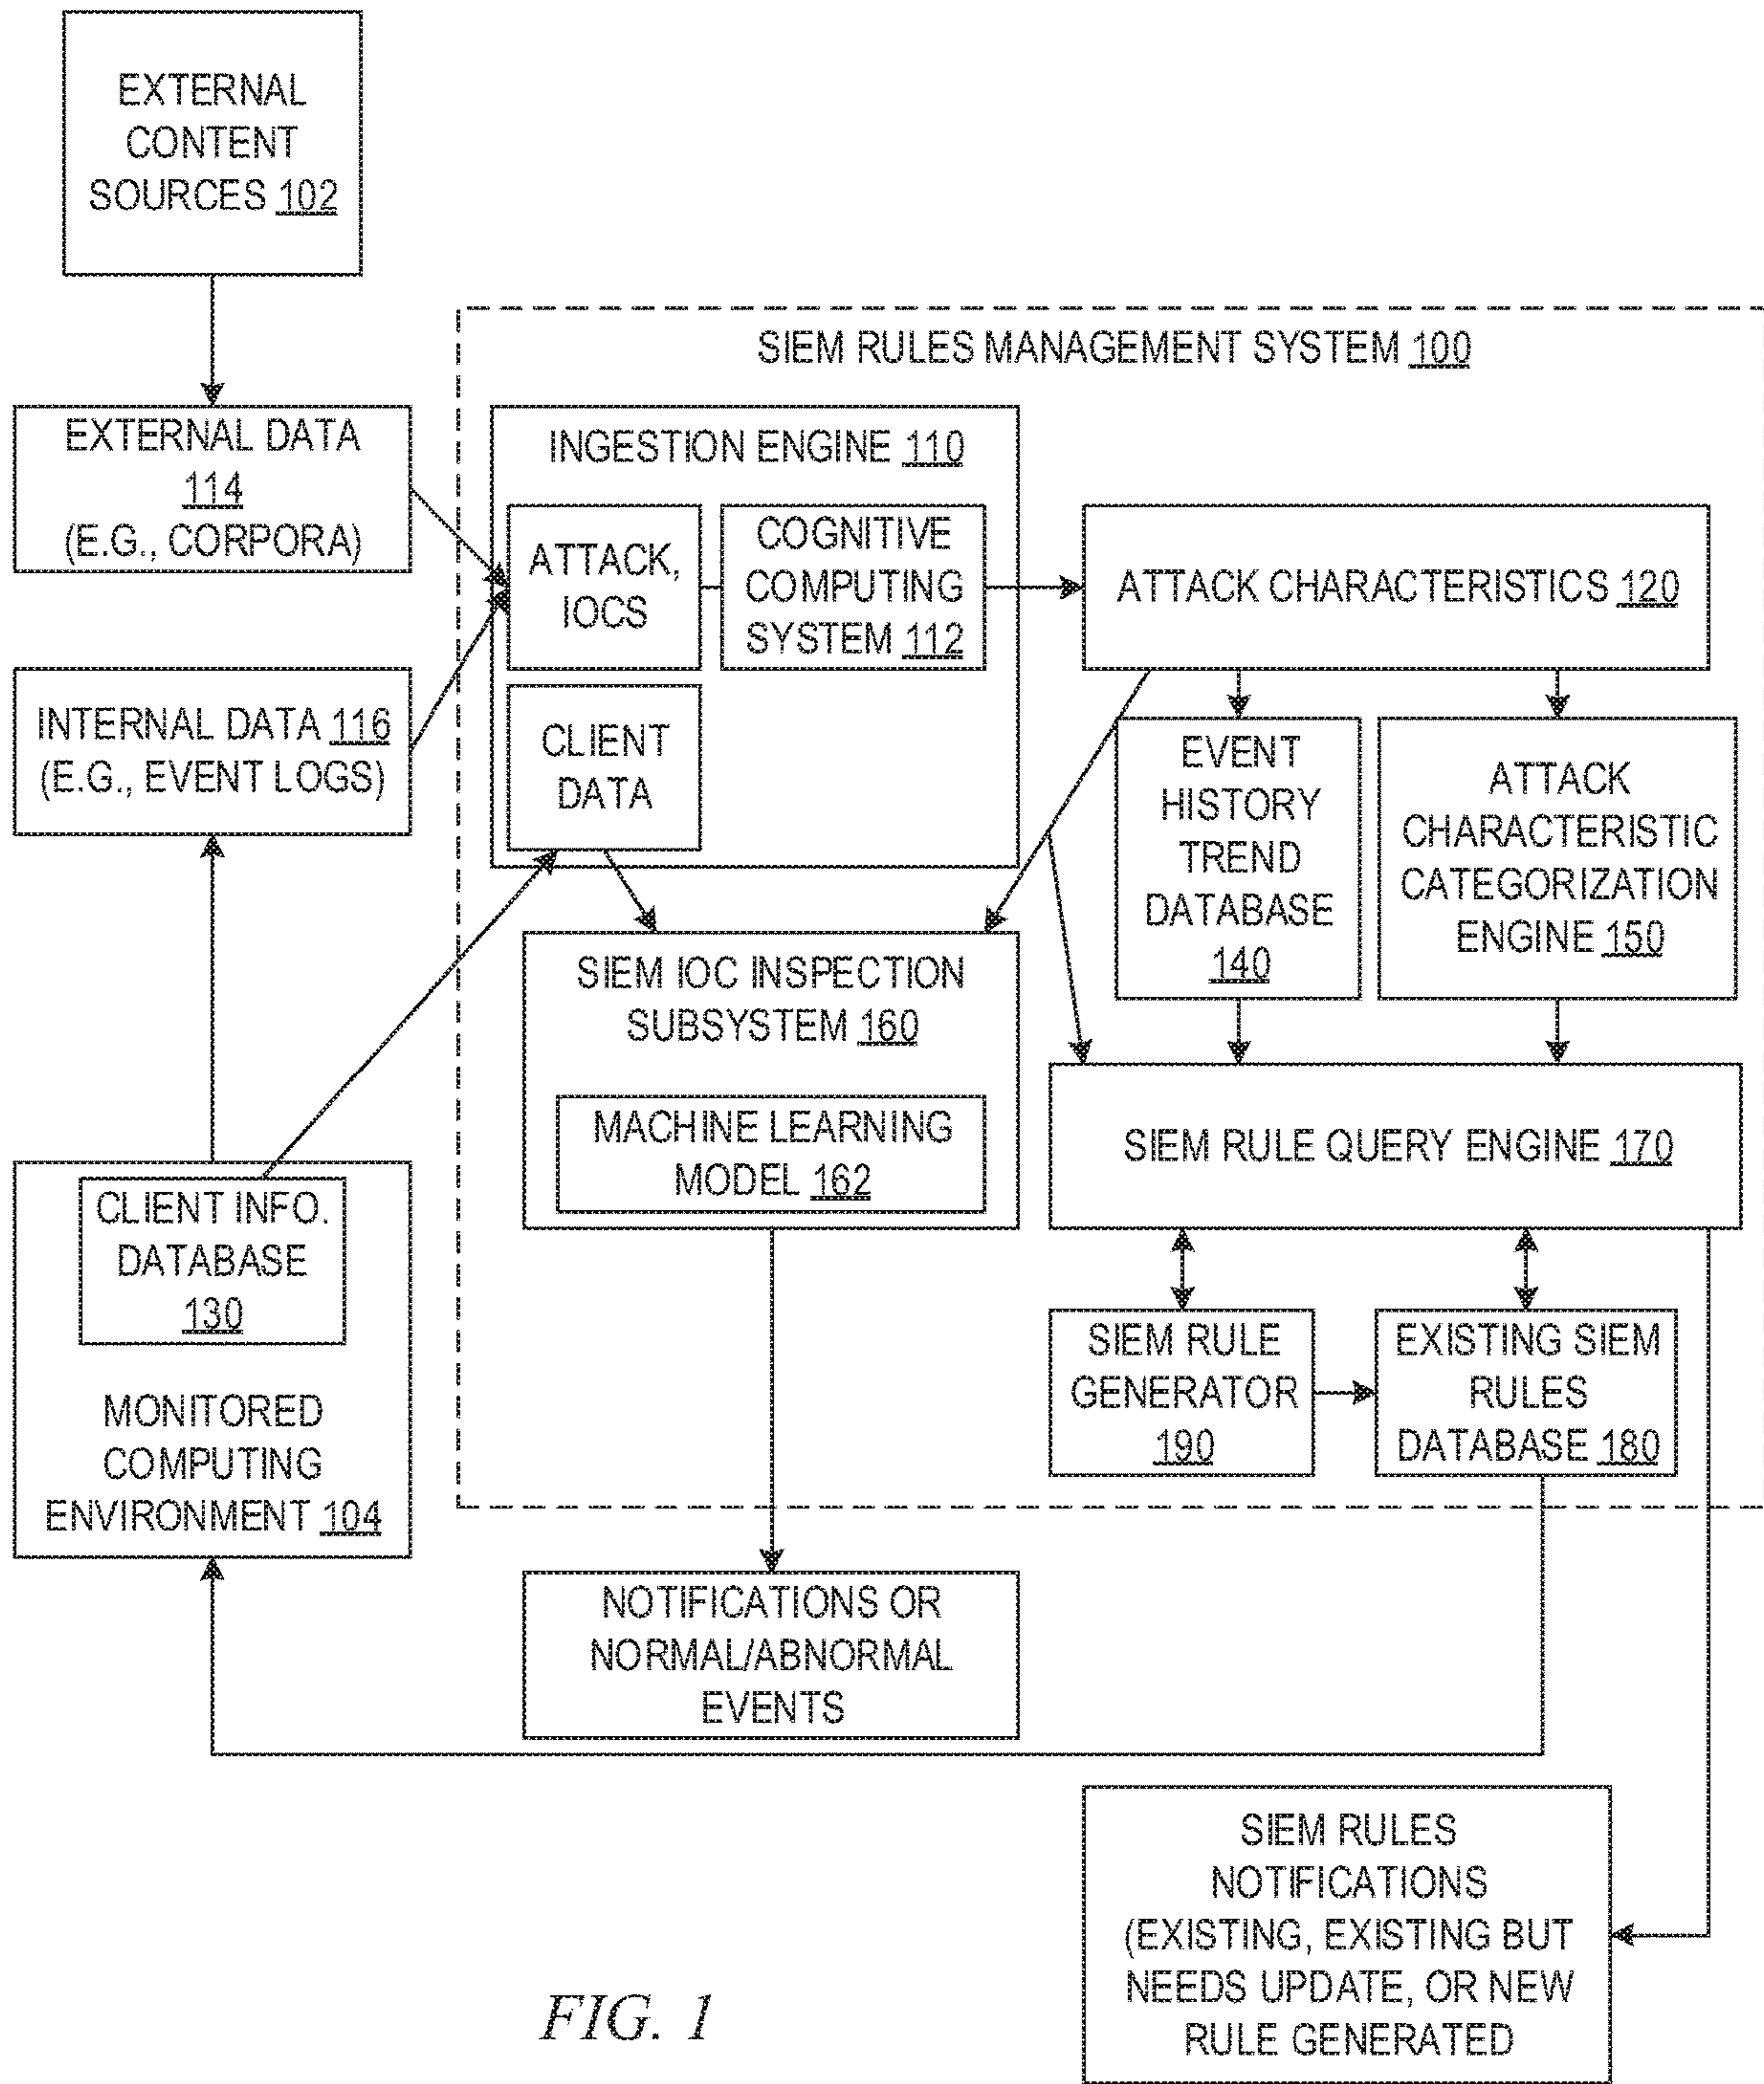 EXTERNAL
CONTENT
SOURCES 102
SIEM RULES MANAGEMENT SYSTEM 100
EXTERNAL DATA
114
(E.G., CORPORA)
INGESTION ENGINE 110
ATTACK,
IOCS
COGNITIVE
COMPUTING
SYSTEM 112
ATTACK CHARACTERISTICS 120
INTERNAL DATA 116
(E.G., EVENT LOGS)
CLIENT
DATA
EVENT
HISTORY
TREND
DATABASE
140
ATTACK
CHARACTERISTIC
CATEGORIZATION
ENGINE 150
SIEM IOC INSPECTION
SUBSYSTEM 160
MACHINE LEARNING
MODEL 162
SIEM RULE QUERY ENGINE 170
CLIENT INFO.
DATABASE
130
MONITORED
COMPUTING
ENVIRONMENT 104
SIEM RULE
GENERATOR
190
EXISTING SIEM
RULES
DATABASE 180
NOTIFICATIONS OR
NORMAL/ABNORMAL
EVENTS
SIEM RULES
NOTIFICATIONS
(EXISTING, EXISTING BUT
NEEDS UPDATE, OR NEW
RULE GENERATED
FIG. 1